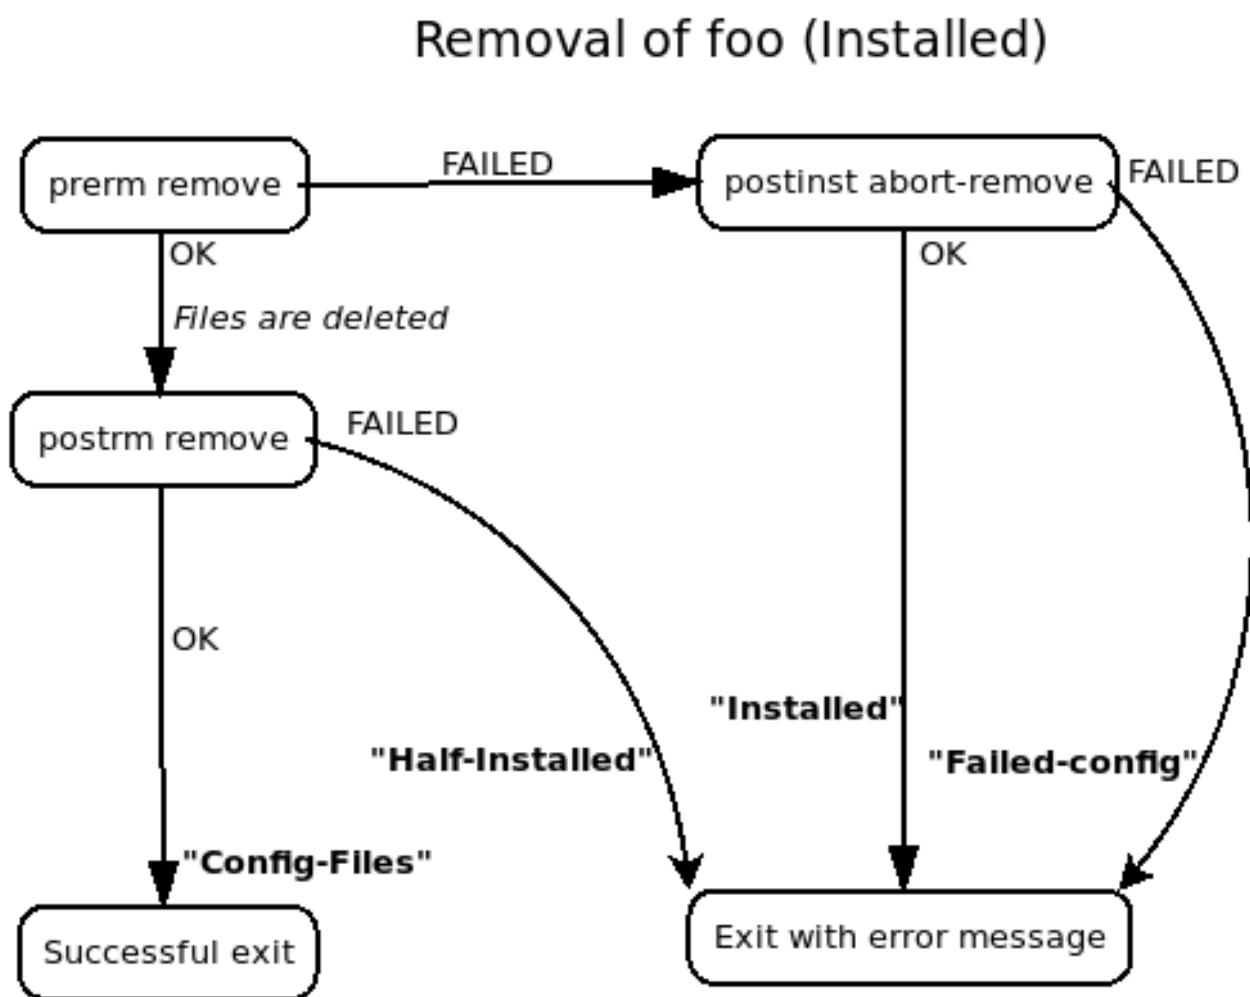 Removal of foo (Installed)
prerm remove
FAILED
postinst abort-remove
FAILED
OK
OK
Files are deleted
postrm remove
FAILED
OK
"Installed"
"Half-Installed"
"Failed-config"
"Config-Files"
Successful exit
Exit with error message